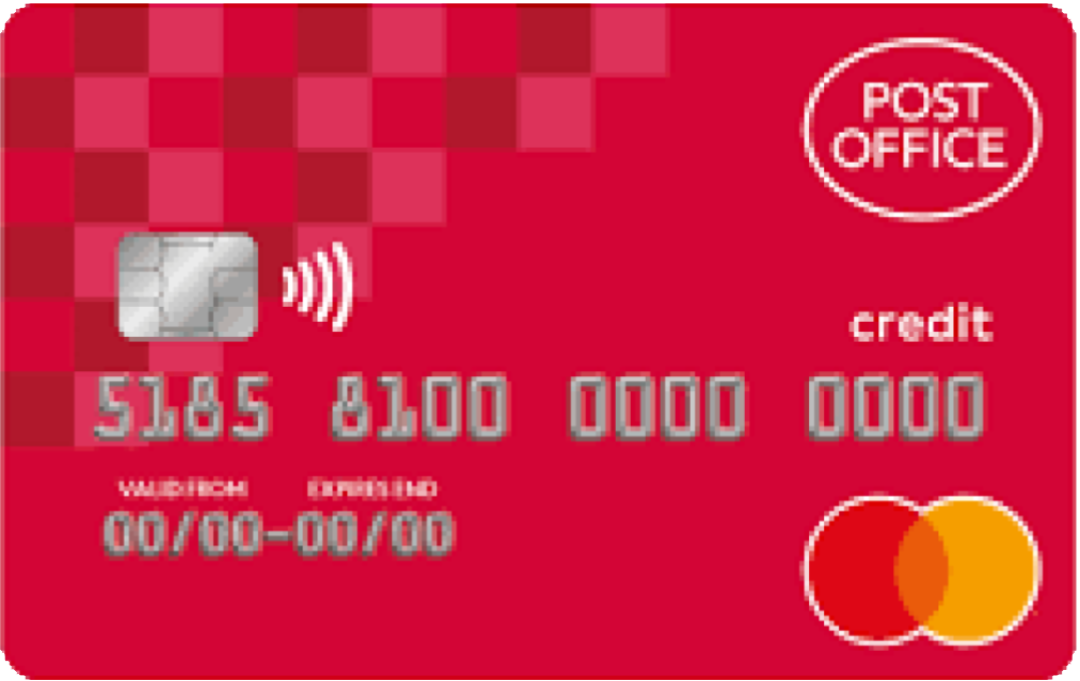 POST
OFFICE
credit
5185 8100 0000 0000
VALID FROM EXPIRES END
00/00-00/00